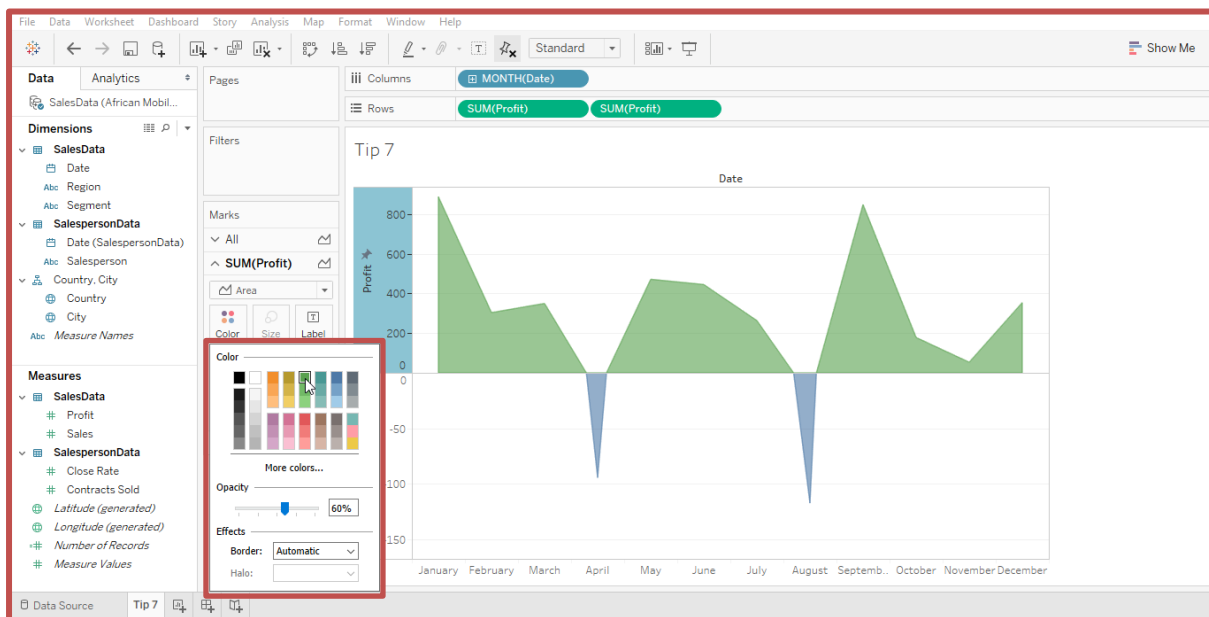 File Data Worksheet Dashboard Story Analysis Map Format Window Help
Standard
Show Me
Data Analytics
SalesData (African Mobil...
Dimensions
SalesData
Date
Abc Region
Abc Segment
SalespersonData
Date (SalespersonData)
Abc Salesperson
Country, City
Country
City
Abc Measure Names
Measures
SalesData
# Profit
# Sales
SalespersonData
# Close Rate
# Contracts Sold
Latitude (generated)
Longitude (generated)
# Number of Records
# Measure Values
Pages
Filters
Marks
All
SUM(Profit)
Area
T
Color Size Label
Color
More colors...
Opacity
60%
Effects
Border: Automatic
Halo:
iii Columns
MONTH(Date)
Rows
SUM(Profit) SUM(Profit)
Tip 7
Date
Profit
800
600
400
200
0
0
-50
100
150
January February March April May June July August Septemb.. October November December
Data Source Tip 7